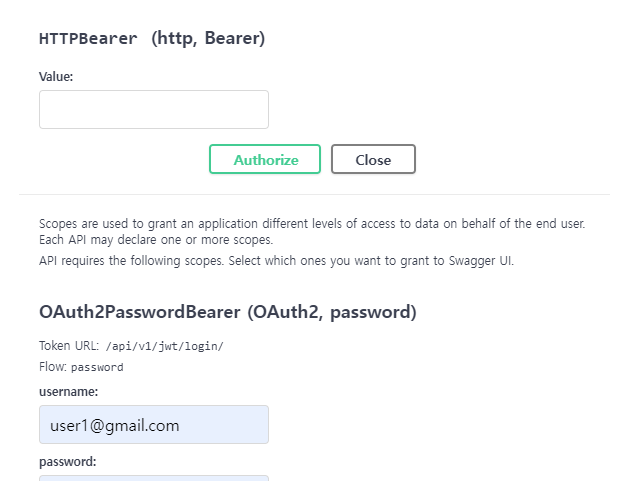 HTTPBearer (http, Bearer)
Value:
Authorize Close
Scopes are used to grant an application different levels of access to data on behalf of the end user.
Each API may declare one or more scopes.
API requires the following scopes. Select which ones you want to grant to Swagger UI.
OAuth2PasswordBearer (OAuth2, password)
Token URL: /api/v1/jwt/login/
Flow: password
username:
user1@gmail.com
password: